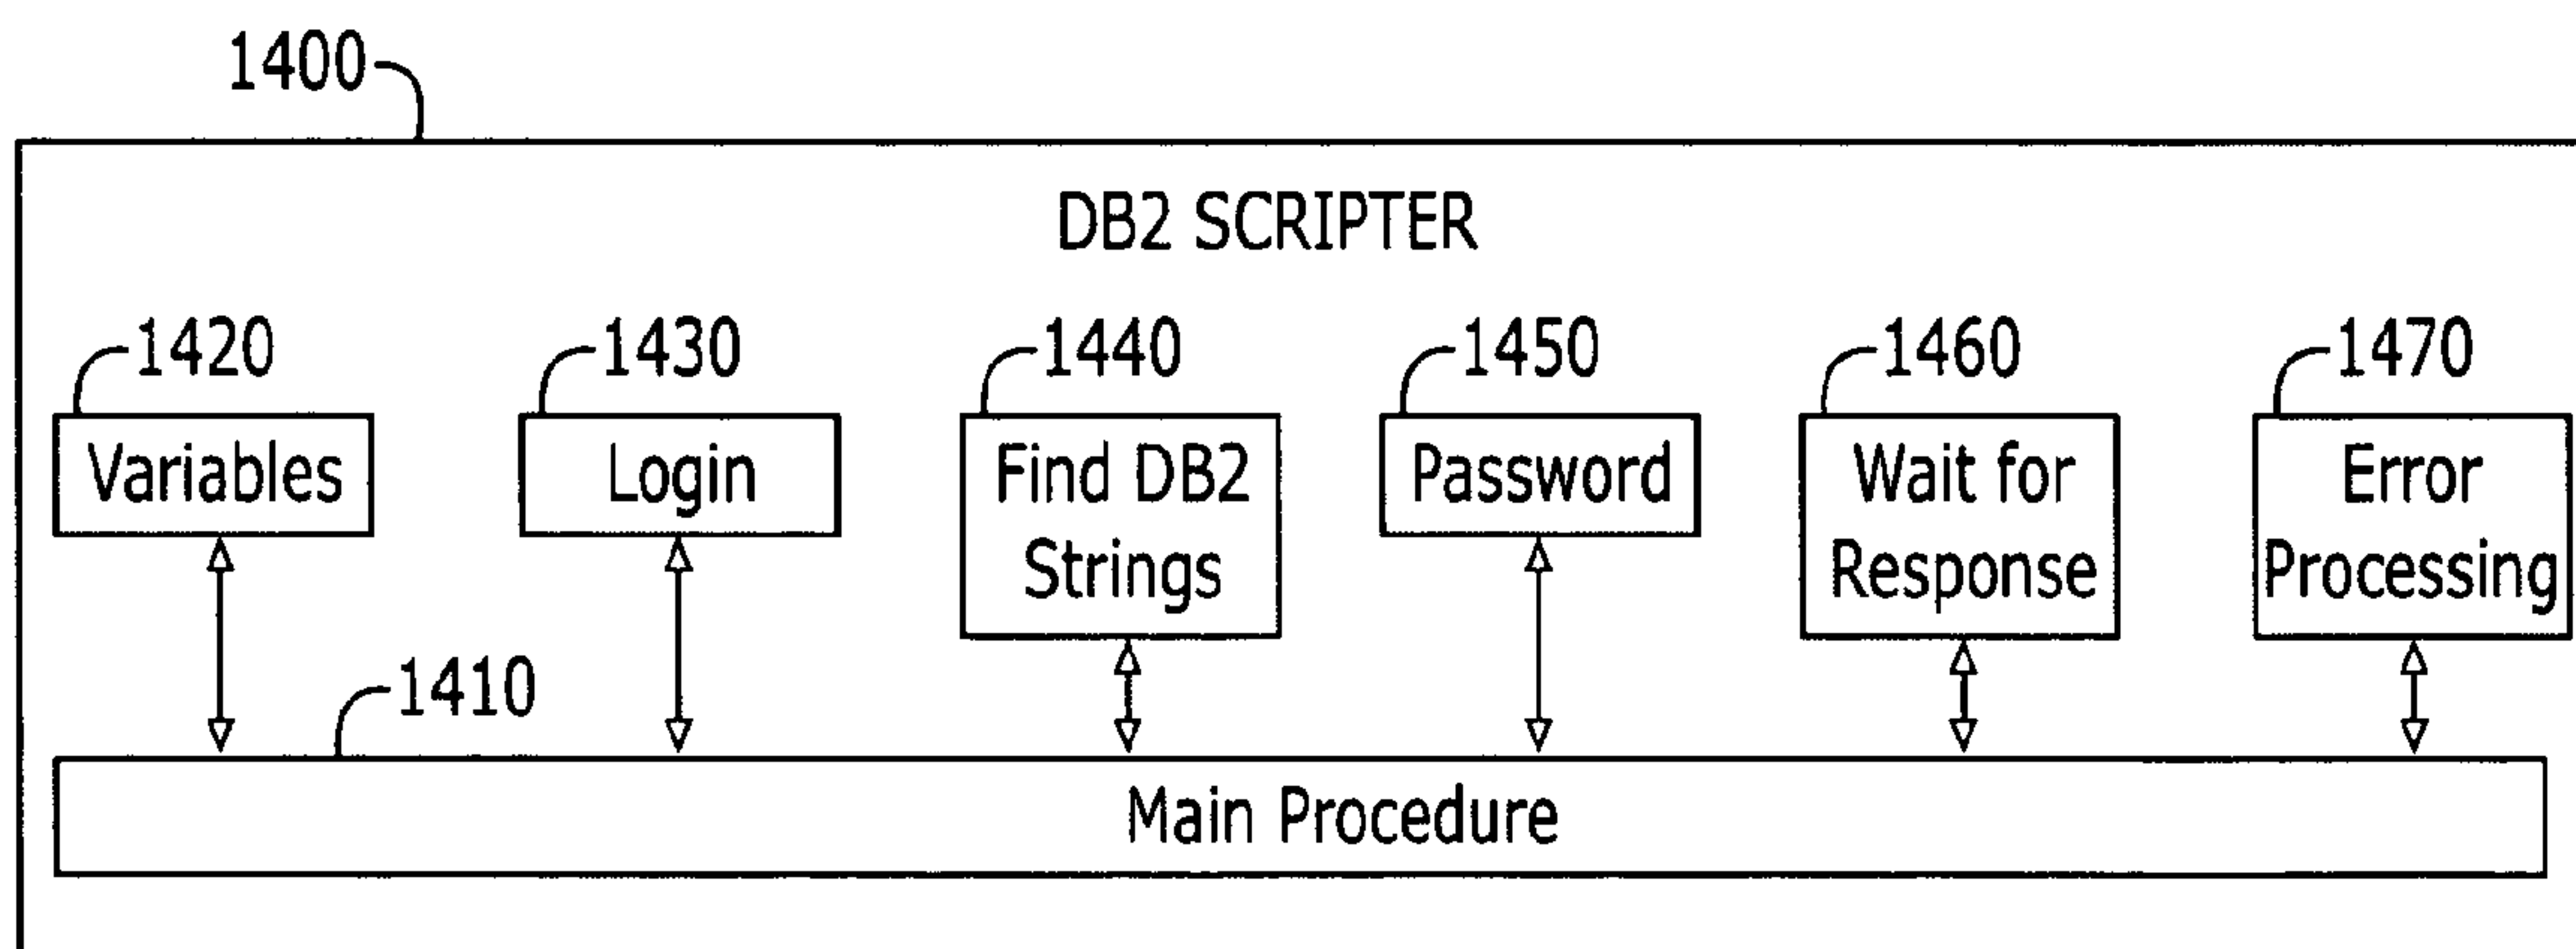 1400
DB2 SCRIPTER
1420
1430
1440
1450
1460
1470
Variables
Login
Find DB2
Strings
Password
Wait for
Response
Error
Processing
1410
Main Procedure